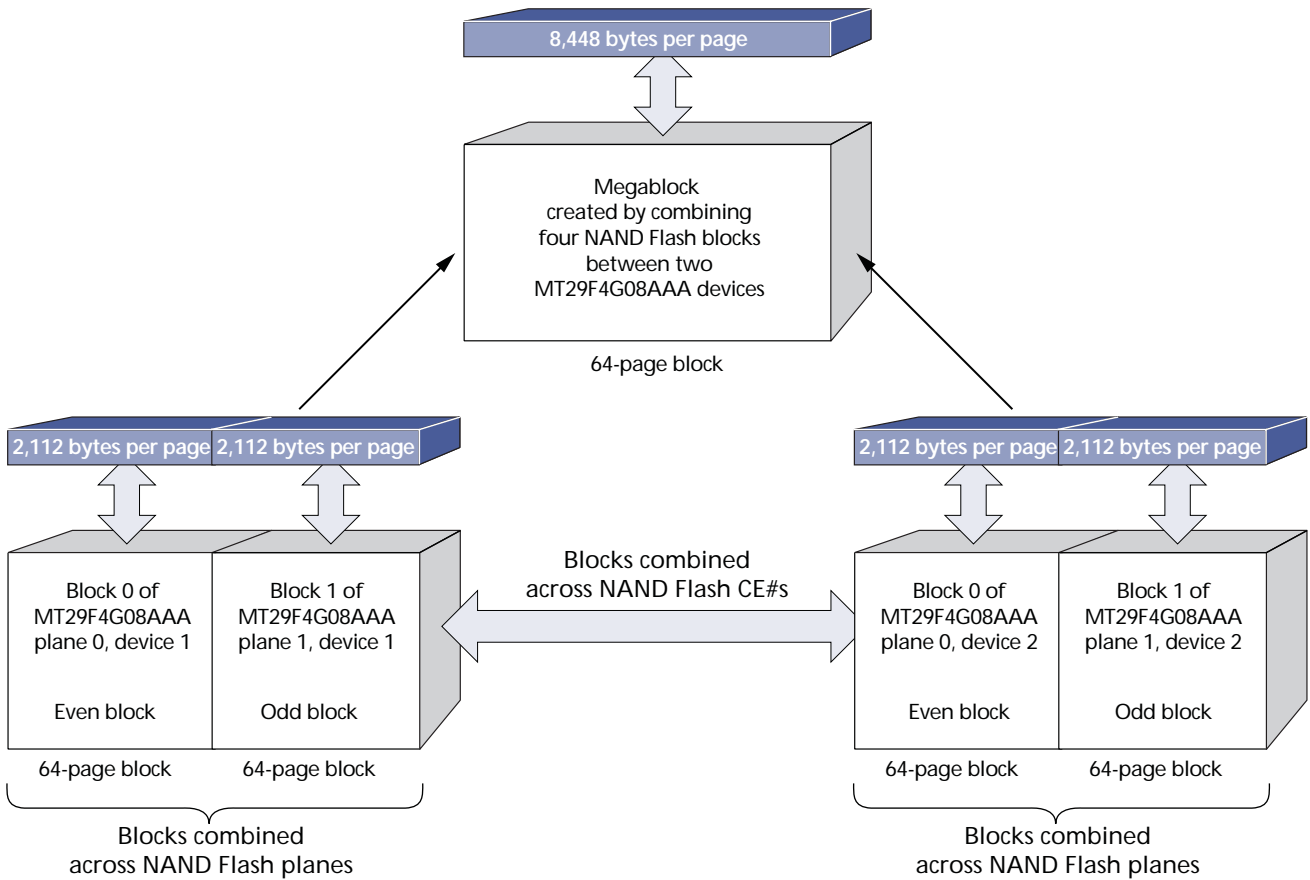 8,448 bytes per page
Megablock
created by combining
four NAND Flash blocks
between two
MT29F4G08AAA devices
64-page block
2,112 bytes per page
2,112 bytes per page
2,112 bytes per page
2,112 bytes per page
Block 0 of
MT29F4G08AAA
plane 0, device 1
Even block
Block 1 of
MT29F4G08AAA
plane 1, device 1
Odd block
Blocks combined
across NAND Flash CE#s
Block 0 of
MT29F4G08AAA
plane 0, device 2
Even block
Block 1 of
MT29F4G08AAA
plane 1, device 2
Odd block
64-page block
64-page block
64-page block
64-page block
Blocks combined
across NAND Flash planes
Blocks combined
across NAND Flash planes